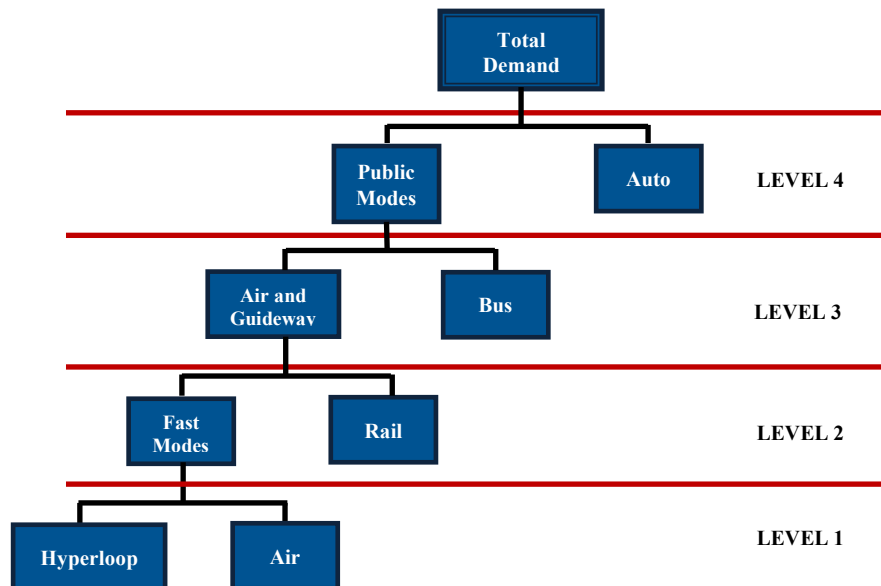 Total
Demand
Public
Modes
Auto
LEVEL 4
Air and
Guideway
Bus
LEVEL 3
Fast
Modes
Rail
LEVEL 2
Hyperloop
Air
LEVEL 1